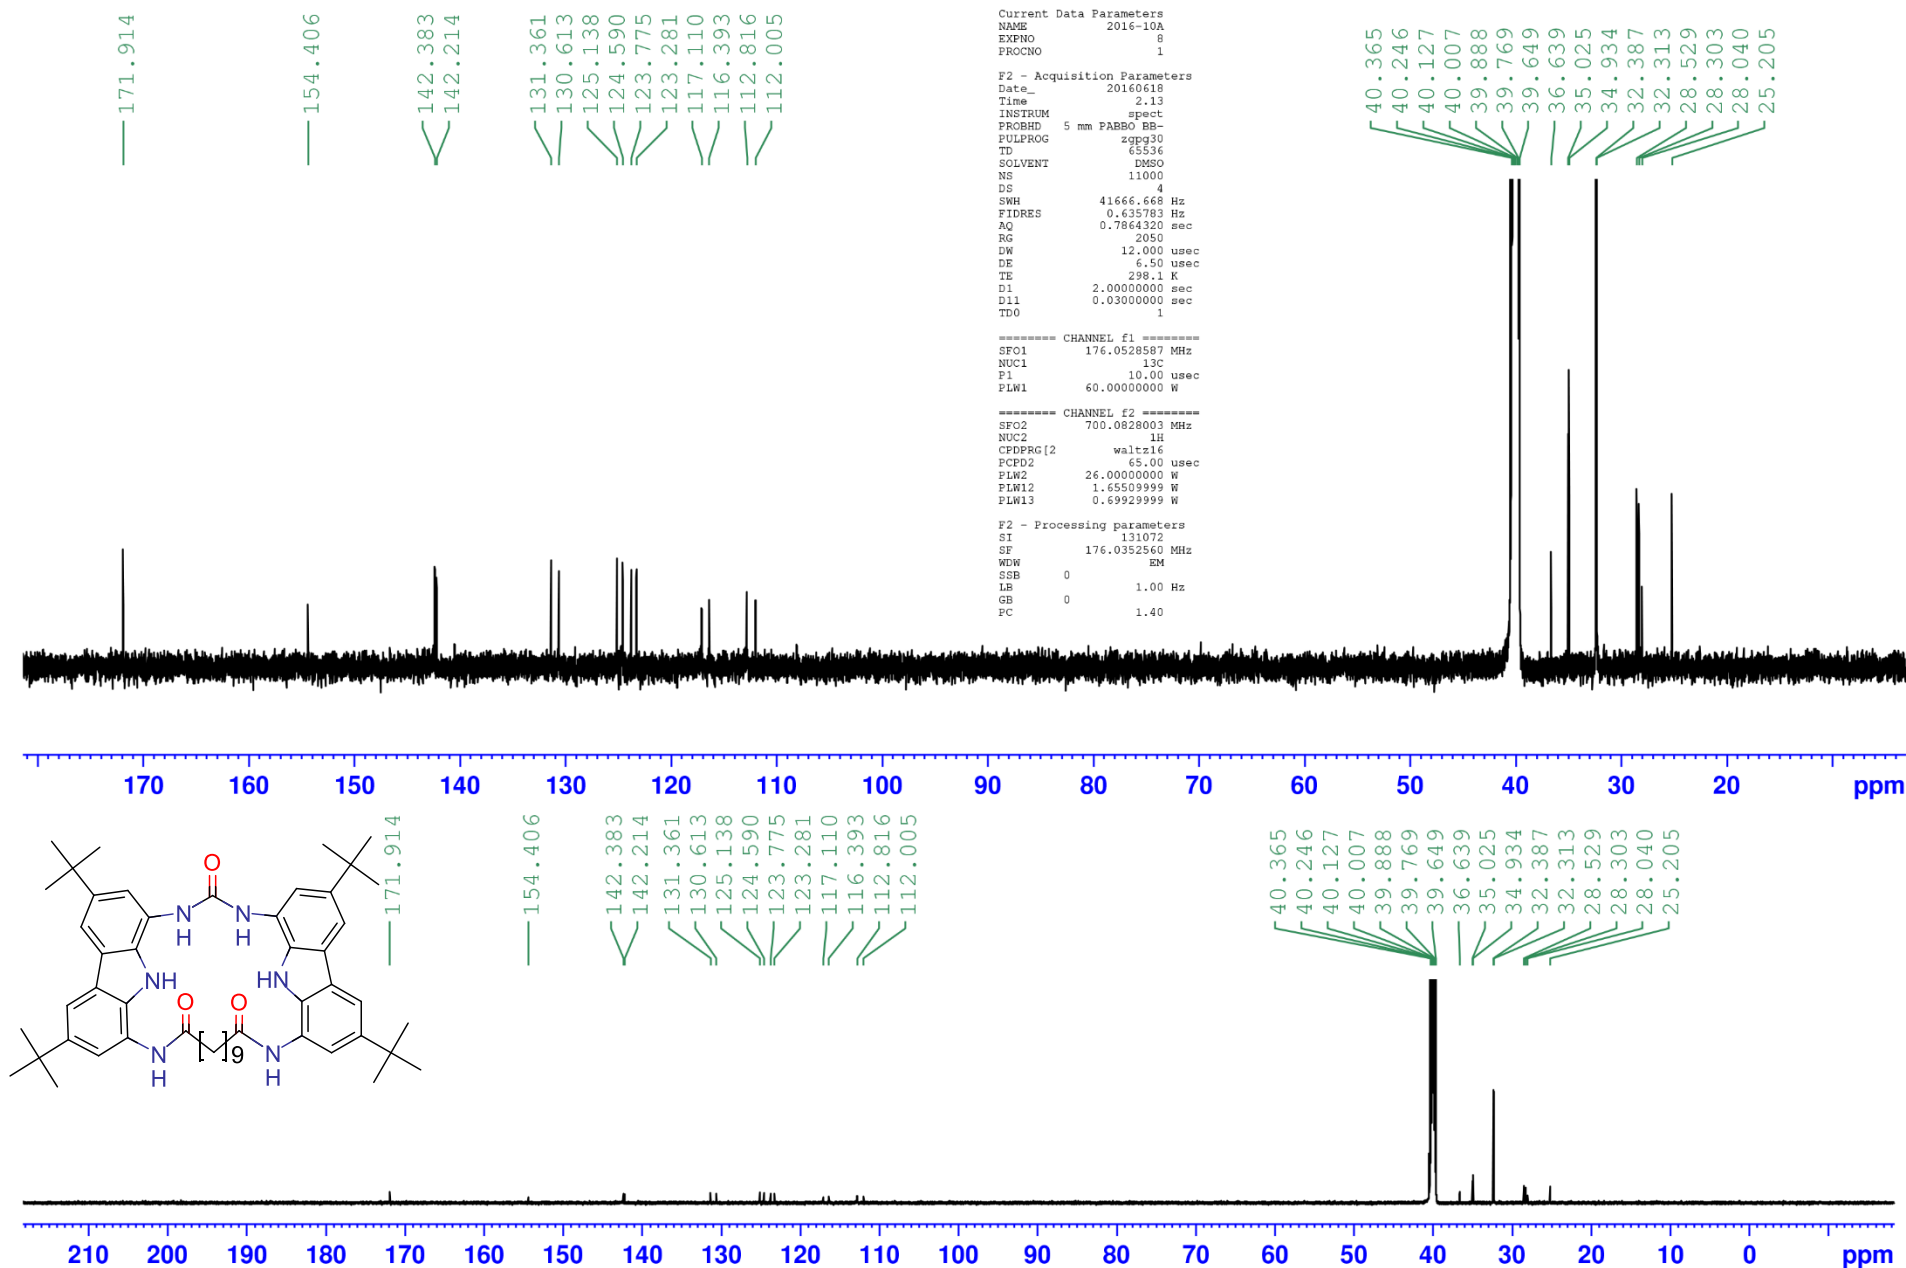 171.914
154.406
142.383
142.214
131.361
130.613
125.138
124.590
123.775
123.281
117.110
116.393
112.816
112.005
Current Data Parameters
NAME 2016-10A
EXPNO 8
PROCNO 1
F2 - Acquisition Parameters
Date_ 20160618
Time 2.13
INSTRUM spect
PROBHD 5 mm PABBO BB-
PULPROG zgpg30
TD 65536
SOLVENT DMSO
NS 11000
DS 4
SWH 41666.668 Hz
FIDRES 0.635783 Hz
AQ 0.7864320 sec
RG 2050
DW 12.000 usec
DE 6.50 usec
TE 298.1 K
D1 2.00000000 sec
D11 0.03000000 sec
TD0 1
======== CHANNEL f1 ========
SFO1 176.0528587 MHz
NUC1 13C
P1 10.00 usec
PLW1 60.00000000 W
======== CHANNEL f2 ========
SFO2 700.0828003 MHz
NUC2 1H
CPDPRG[2 waltz16
PCPD2 65.00 usec
PLW2 26.00000000 W
PLW12 1.65509999 W
PLW13 0.69929999 W
F2 - Processing parameters
SI 131072
SF 176.0352560 MHz
WDW EM
SSB 0
LB 1.00 Hz
GB 0
PC 1.40
40.365
40.246
40.127
40.007
39.888
39.769
39.649
36.639
35.025
34.934
32.387
32.313
28.529
28.303
28.040
25.205
170 160 150 140 130 120 110 100 90 80 70 60 50 40 30 20 ppm
171.914
154.406
142.383
142.214
131.361
130.613
125.138
124.590
123.775
123.281
117.110
116.393
112.816
112.005
40.365
40.246
40.127
40.007
39.888
39.769
39.649
36.639
35.025
34.934
32.387
32.313
28.529
28.303
28.040
25.205
O
N N
H H
NH HN
O O
N [ ]9 N
H H
210 200 190 180 170 160 150 140 130 120 110 100 90 80 70 60 50 40 30 20 10 0 ppm